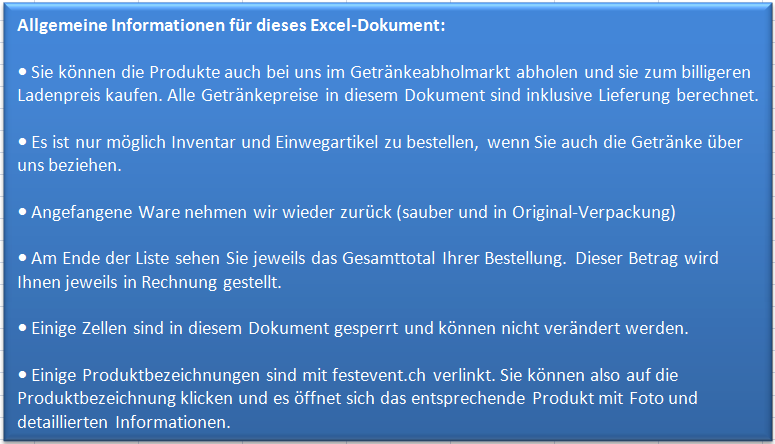 Allgemeine Informationen für dieses Excel-Dokument:
• Sie können die Produkte auch bei uns im Getränkeabholmarkt abholen und sie zum billigeren
Ladenpreis kaufen. Alle Getränkepreise in diesem Dokument sind inklusive Lieferung berechnet.
• Es ist nur möglich Inventar und Einwegartikel zu bestellen, wenn Sie auch die Getränke über
uns beziehen.
• Angefangene Ware nehmen wir wieder zurück (sauber und in Original-Verpackung)
• Am Ende der Liste sehen Sie jeweils das Gesamttotal Ihrer Bestellung. Dieser Betrag wird
Ihnen jeweils in Rechnung gestellt.
• Einige Zellen sind in diesem Dokument gesperrt und können nicht verändert werden.
• Einige Produktbezeichnungen sind mit festevent.ch verlinkt. Sie können also auf die
Produktbezeichnung klicken und es öffnet sich das entsprechende Produkt mit Foto und
detaillierten Informationen.